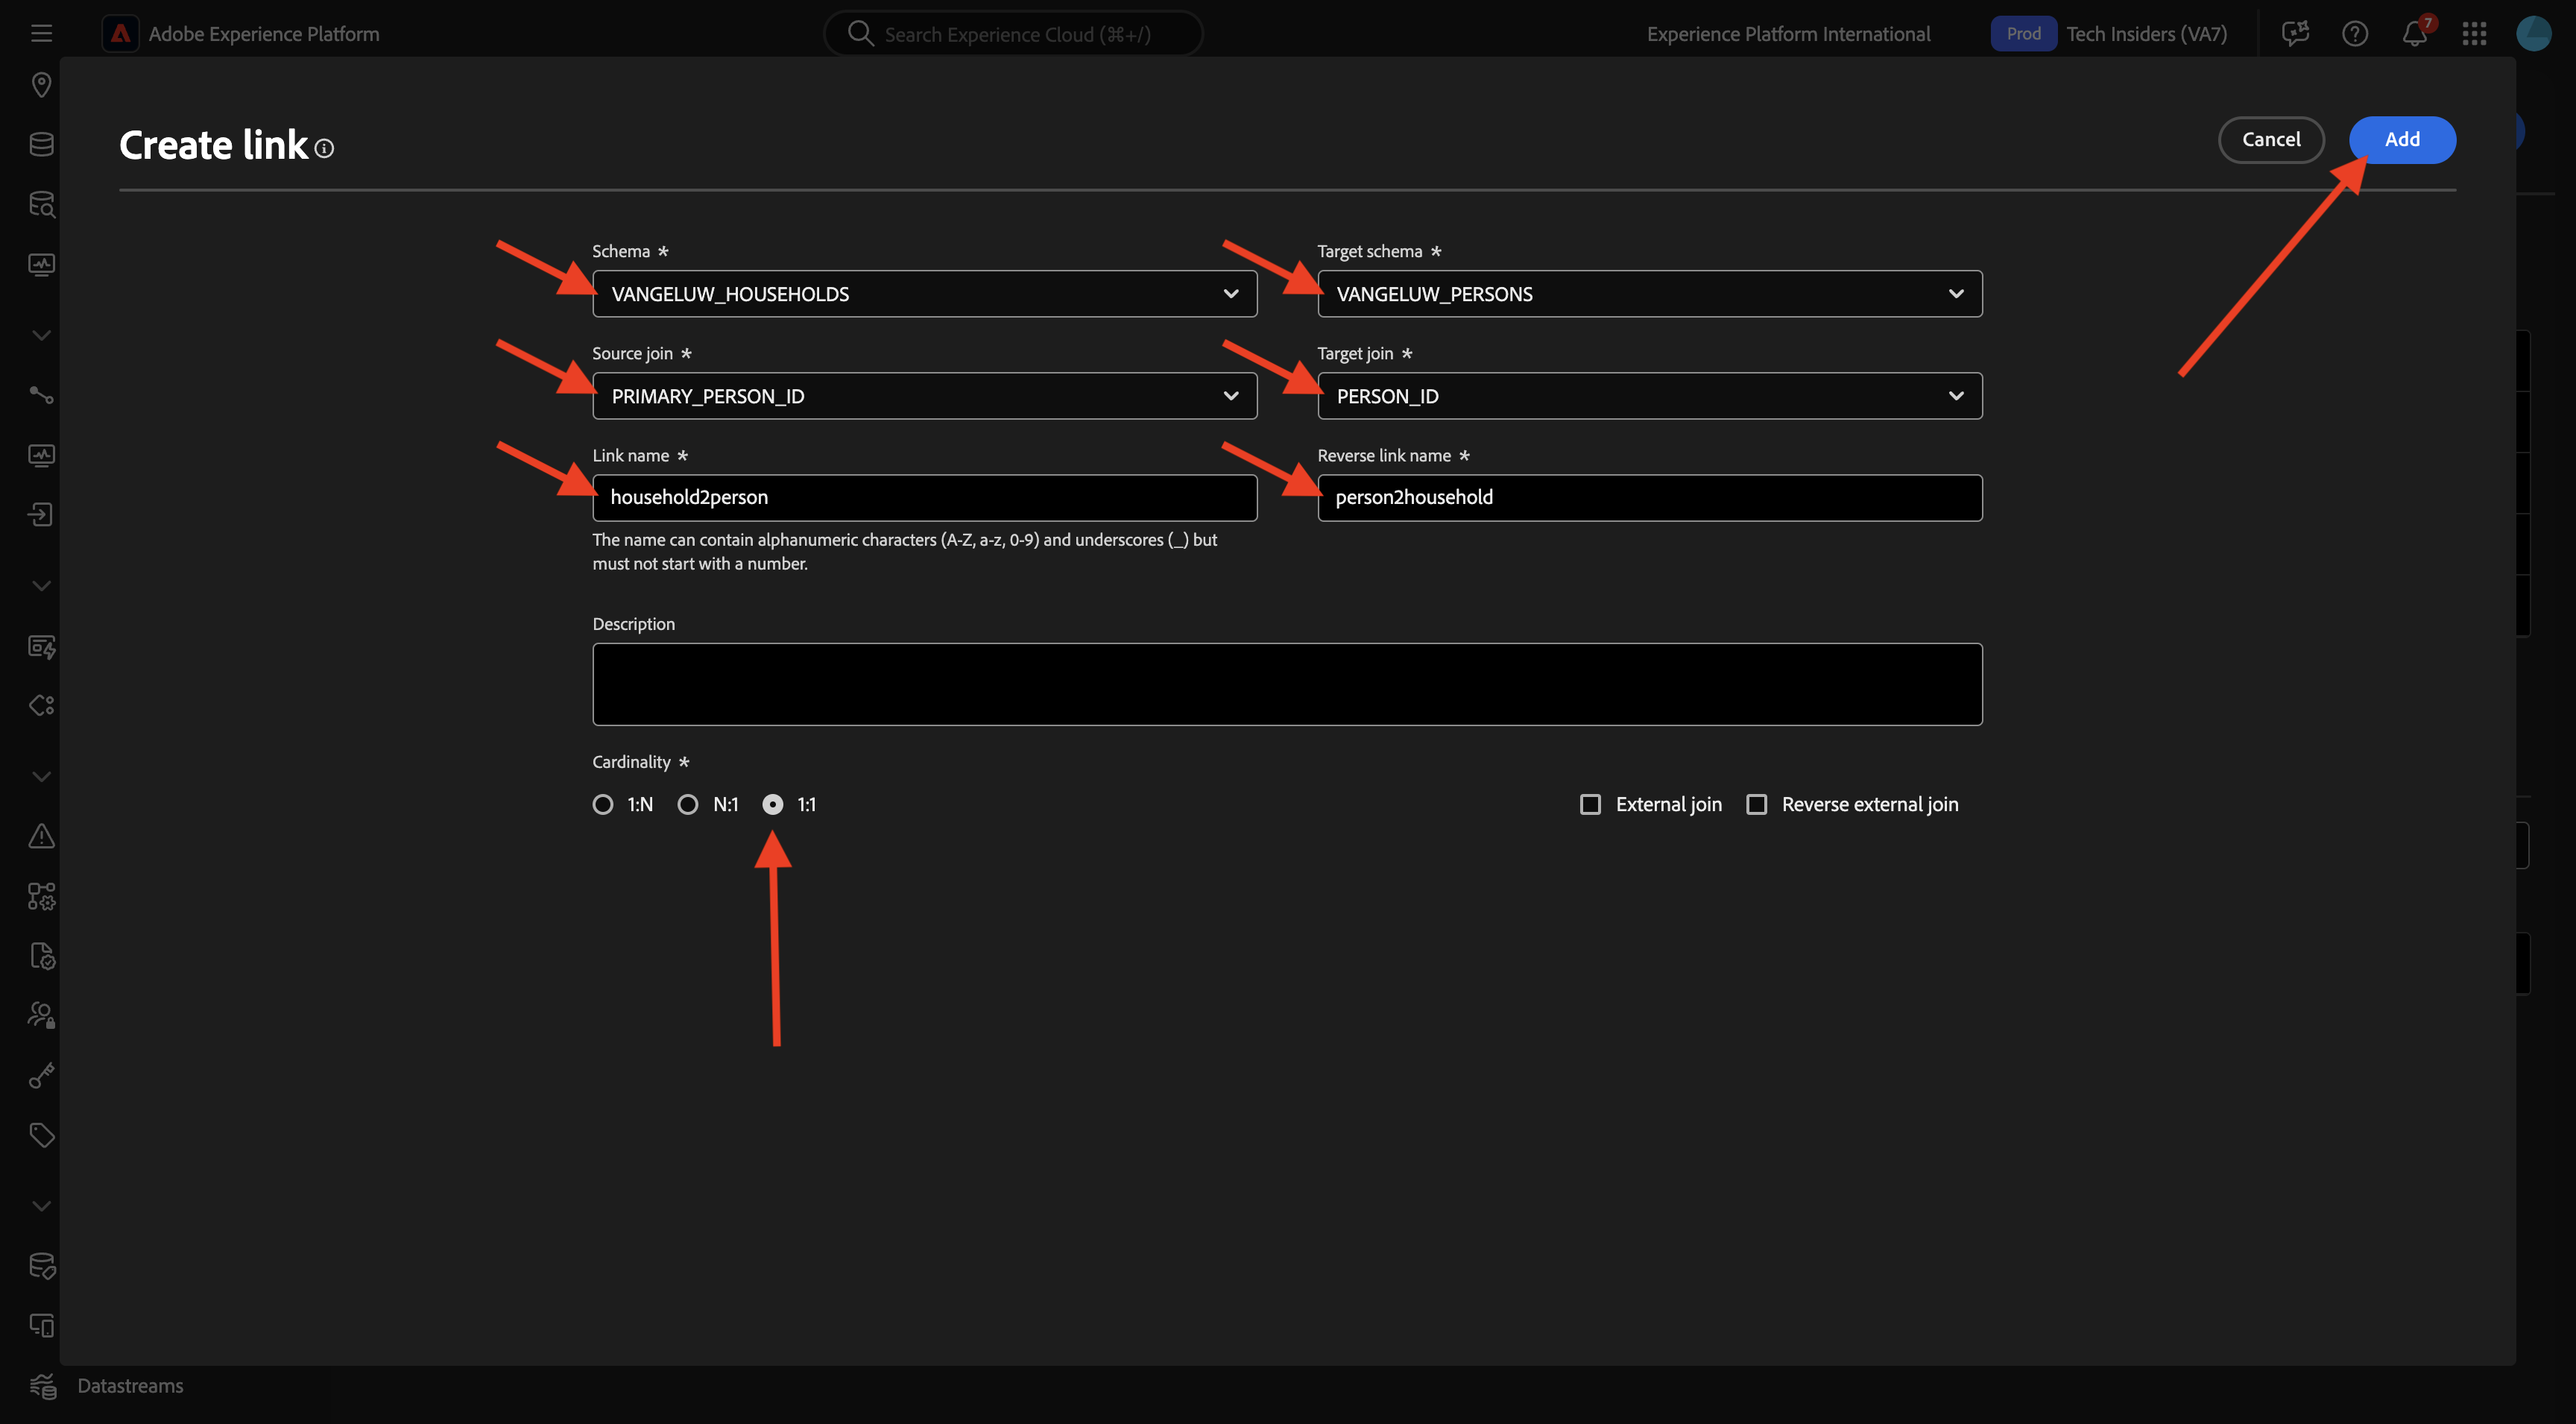 Adobe Experience Platform
Search Experience Cloud (⌘+/)
Experience Platform International
Prod
Tech Insiders (VA7)
7
Create link
Cancel
Add
Schema *
Target schema *
VANGELUW_HOUSEHOLDS
VANGELUW_PERSONS
Source join *
Target join *
PRIMARY_PERSON_ID
PERSON_ID
Link name *
Reverse link name *
household2person
person2household
The name can contain alphanumeric characters (A-Z, a-z, 0-9) and underscores (_) but
must not start with a number.
Description
Cardinality *
1:N
N:1
1:1
External join
Reverse external join
Datastreams